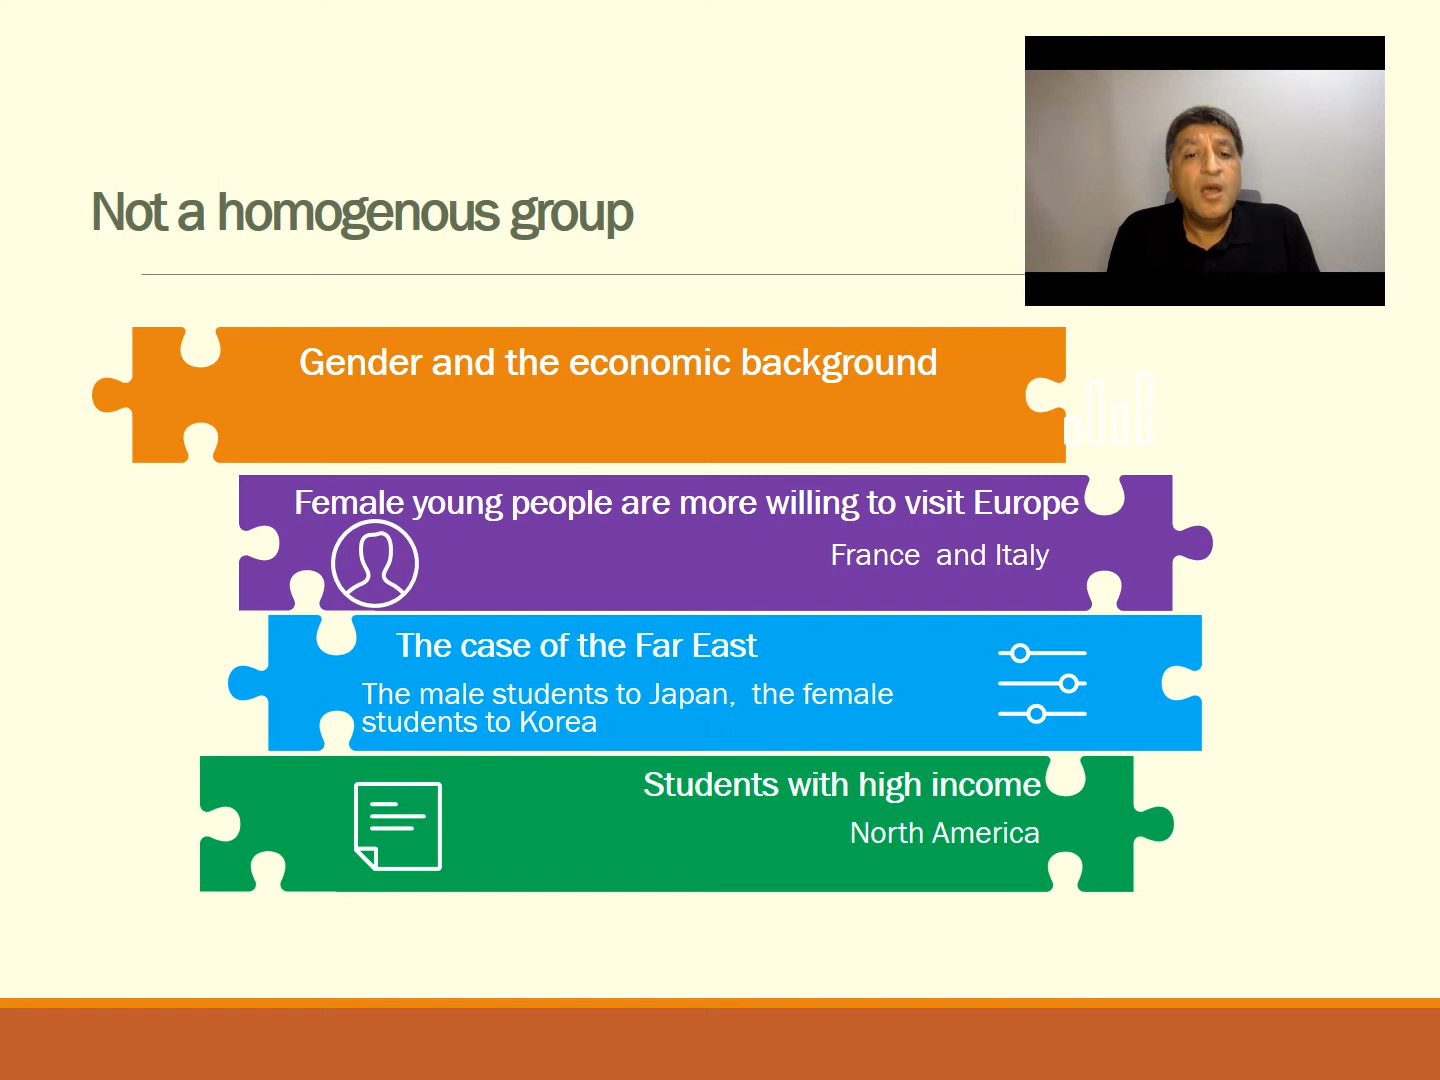 Not a homogenous group
Gender and the economic background
Female young people are more willing to visit Europe
France and Italy
The case of the Far East
The male students to Japan, the female
students to Korea
Students with high income
North America